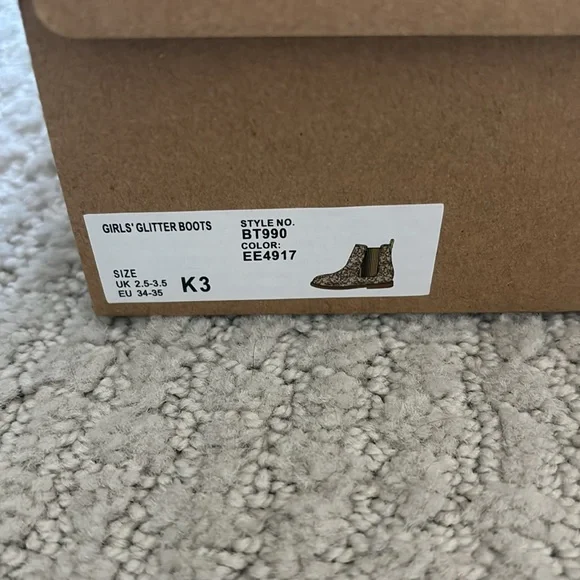 GIRLS' GLITTER BOOTS
STYLE NO.
BT990
COLOR:
EE4917
SIZE
UK 2.5-3.5
EU 34-35
K3